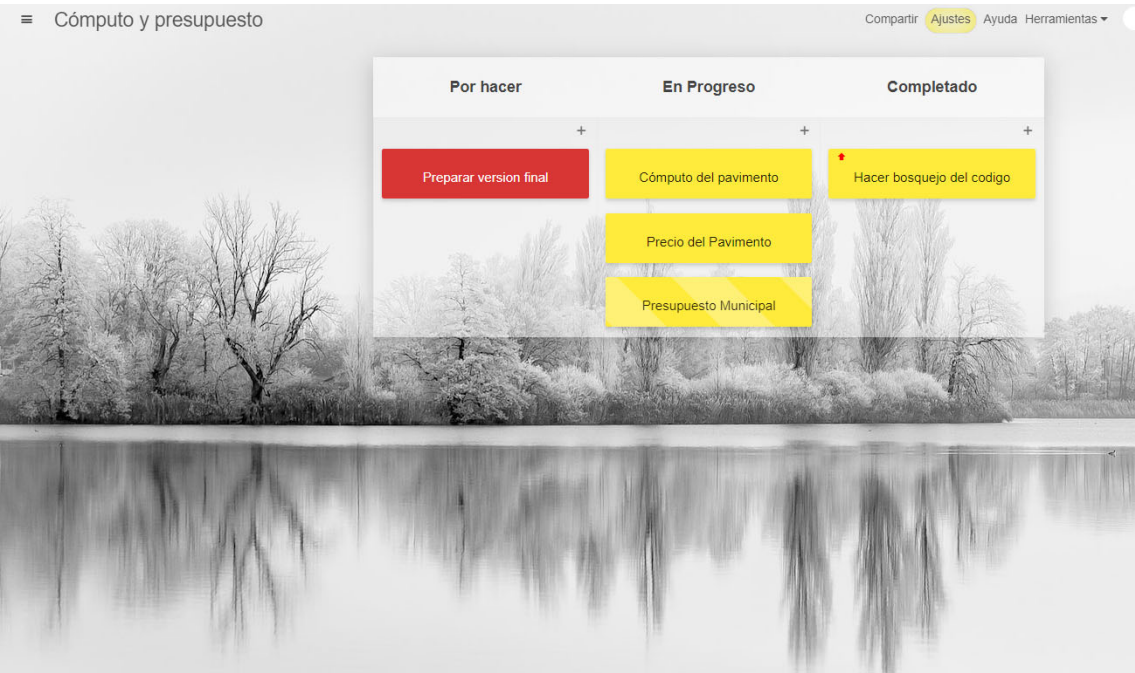 Cómputo y presupuesto
Compartir Ajustes Ayuda Herramientas
Por hacer En Progreso Completado
+ + +
Preparar version final Cómputo del pavimento Hacer bosquejo del codigo
Precio del Pavimento
Presupuesto Municipal